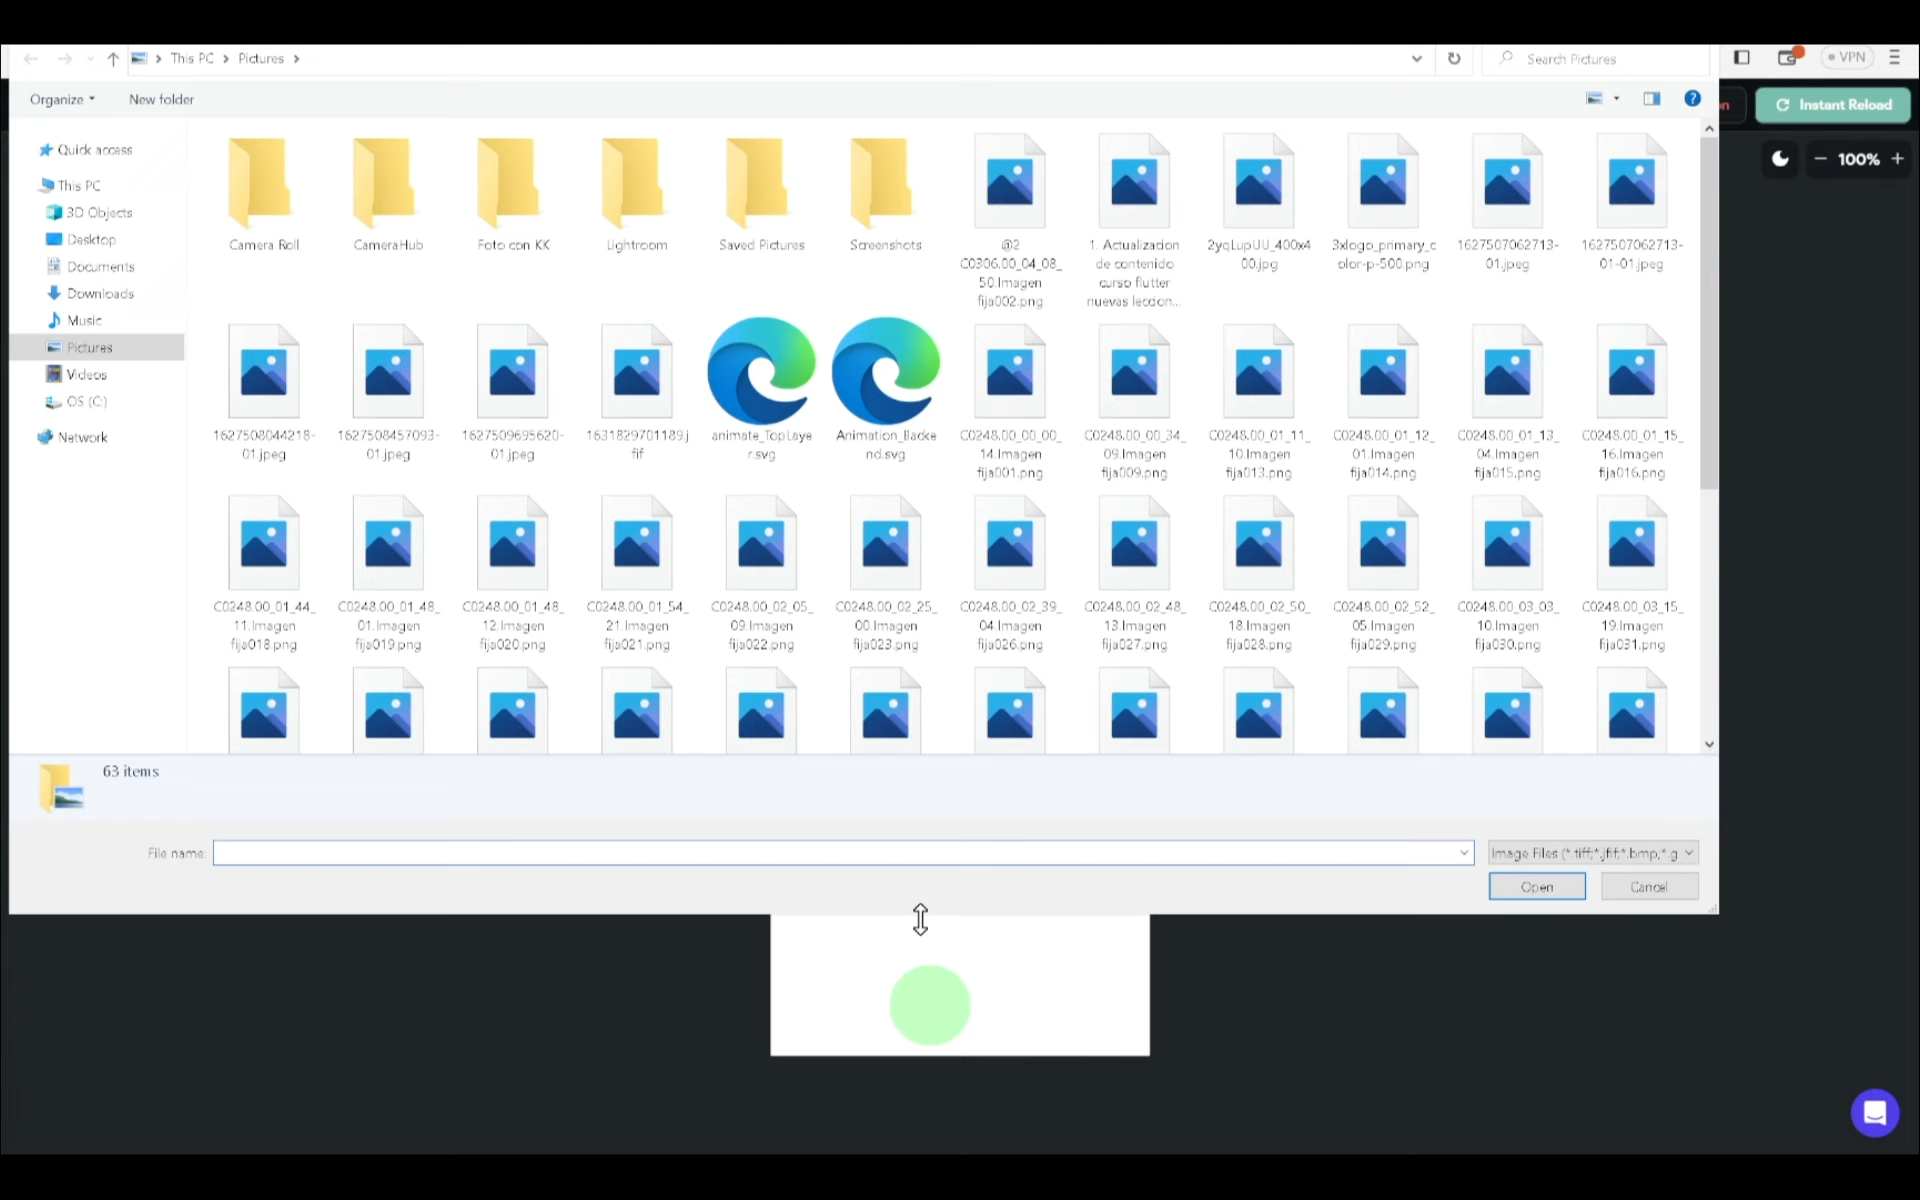 This PC > Pictures >
Search Pictures
VPN
Organize
New folder
Instant Reload
100%
Quick access
This PC
3D Objects
Desktop
Documents
Downloads
Music
Pictures
Videos
OS (C:)
Network
Camera Roll
CameraHub
Foto con KK
Lightroom
Saved Pictures
Screenshots
@2
C0306.00_04_08_
50.Imagen
fija002.png
1. Actualizacion
de contenido
curso flutter
nuevas leccion...
2yqLupUU_400x4
00.jpg
3xlogo_primary_c
olor-p-500.png
1627507062713-
01.jpeg
1627507062713-
01-01.jpeg
1627508044218-
01.jpeg
1627508457093-
01.jpeg
1627509695620-
01.jpeg
1631829701189.j
fif
animate_TopLaye
r.svg
Animation_Backe
nd.svg
C0248.00_00_00_
14.Imagen
fija001.png
C0248.00_00_34_
09.Imagen
fija009.png
C0248.00_01_11_
10.Imagen
fija013.png
C0248.00_01_12_
01.Imagen
fija014.png
C0248.00_01_13_
04.Imagen
fija015.png
C0248.00_01_15_
16.Imagen
fija016.png
C0248.00_01_44_
11.Imagen
fija018.png
C0248.00_01_48_
01.Imagen
fija019.png
C0248.00_01_48_
12.Imagen
fija020.png
C0248.00_01_54_
21.Imagen
fija021.png
C0248.00_02_05_
09.Imagen
fija022.png
C0248.00_02_25_
00.Imagen
fija023.png
C0248.00_02_39_
04.Imagen
fija026.png
C0248.00_02_48_
13.Imagen
fija027.png
C0248.00_02_50_
18.Imagen
fija028.png
C0248.00_02_52_
05.Imagen
fija029.png
C0248.00_03_03_
10.Imagen
fija030.png
C0248.00_03_15_
19.Imagen
fija031.png
63 items
File name:
Image Files (*.tiff;*.jfif;*.bmp;*.g
Open
Cancel